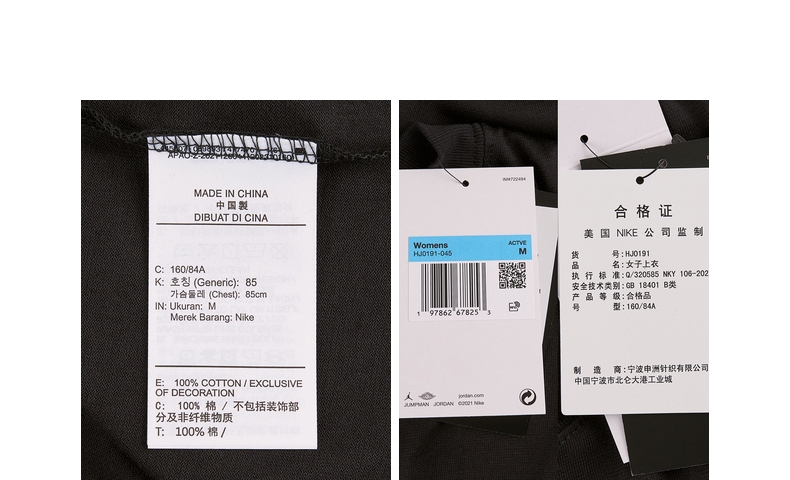 MADE IN CHINA
中國製
DIBUAT DI CINA
C: 160/84A
K: 호칭 (Generic): 85
가슴둘레 (Chest): 85cm
IN: Ukuran: M
Merek Barang: Nike
E: 100% COTTON / EXCLUSIVE
OF DECORATION
C: 100% 棉 / 不包括装饰部
分及非纤维物质
T: 100% 棉 /
IM#722494
Womens
HJ0191-045
ACTVE
M
1 97862 67825 3
JUMPMAN JORDAN
jordan.com
©2021 Nike
合格证
美国 NIKE 公司监制
货号:HJ0191
品名:女子上衣
执行标准:Q/320585 NKY 106-202
安全技术类别:GB 18401 B类
产品等级:合格品
号型:160/84A
制造商:宁波申洲针织有限公司
中国宁波市北仑大港工业城